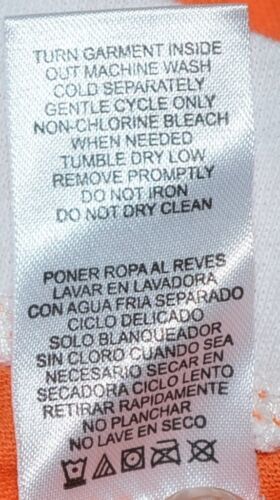 TURN GARMENT INSIDE
OUT MACHINE WASH
COLD SEPARATELY
GENTLE CYCLE ONLY
NON-CHLORINE BLEACH
WHEN NEEDED
TUMBLE DRY LOW
REMOVE PROMPTLY
DO NOT IRON
DO NOT DRY CLEAN
PONER ROPA AL REVES
LAVAR EN LAVADORA
CON AGUA FRIA SEPARADO
CICLO DELICADO
SOLO BLANQUEADOR
SIN CLORO CUANDO SEA
NECESARIO SECAR EN
SECADORA CICLO LENTO
RETIRAR RAPIDAMENTE
NO PLANCHAR
NO LAVE EN SECO